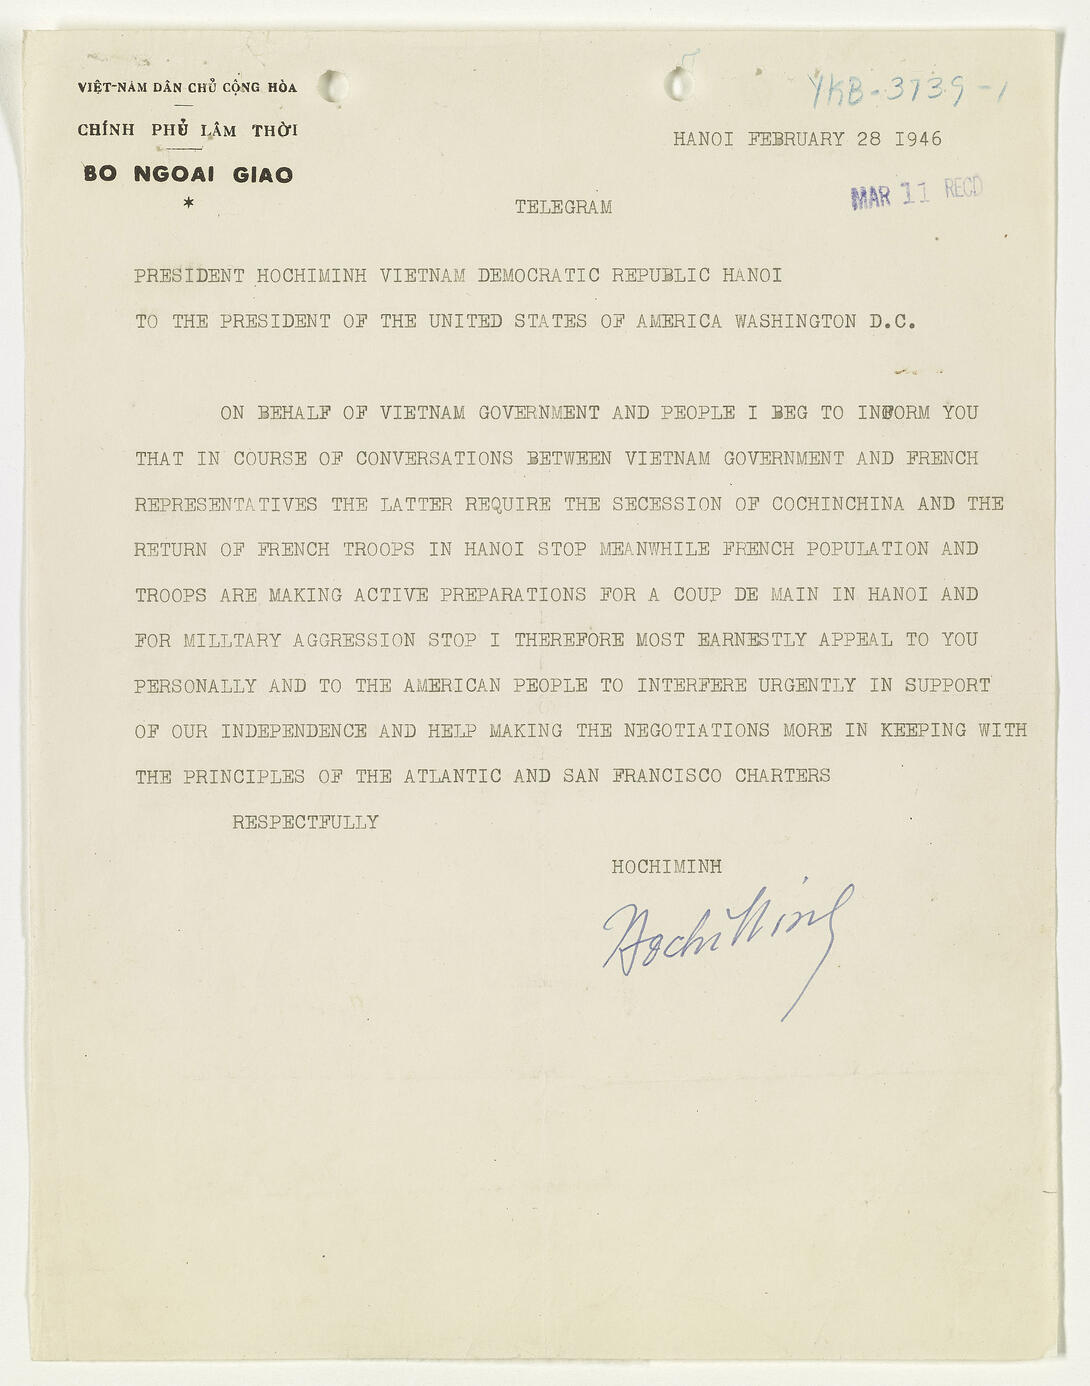 VIỆT-NAM DÂN CHỦ CỘNG HÒA
CHÍNH PHỦ LÂM THỜI
BO NGOAI GIAO
*
YKB-3739-1
HANOI FEBRUARY 28 1946
MAR 11 RECD
TELEGRAM
PRESIDENT HOCHIMINH VIETNAM DEMOCRATIC REPUBLIC HANOI
TO THE PRESIDENT OF THE UNITED STATES OF AMERICA WASHINGTON D.C.
ON BEHALF OF VIETNAM GOVERNMENT AND PEOPLE I BEG TO INFORM YOU
THAT IN COURSE OF CONVERSATIONS BETWEEN VIETNAM GOVERNMENT AND FRENCH
REPRESENTATIVES THE LATTER REQUIRE THE SECESSION OF COCHINCHINA AND THE
RETURN OF FRENCH TROOPS IN HANOI STOP MEANWHILE FRENCH POPULATION AND
TROOPS ARE MAKING ACTIVE PREPARATIONS FOR A COUP DE MAIN IN HANOI AND
FOR MILLTARY AGGRESSION STOP I THEREFORE MOST EARNESTLY APPEAL TO YOU
PERSONALLY AND TO THE AMERICAN PEOPLE TO INTERFERE URGENTLY IN SUPPORT
OF OUR INDEPENDENCE AND HELP MAKING THE NEGOTIATIONS MORE IN KEEPING WITH
THE PRINCIPLES OF THE ATLANTIC AND SAN FRANCISCO CHARTERS
RESPECTFULLY
HOCHIMINH
HochiMinh